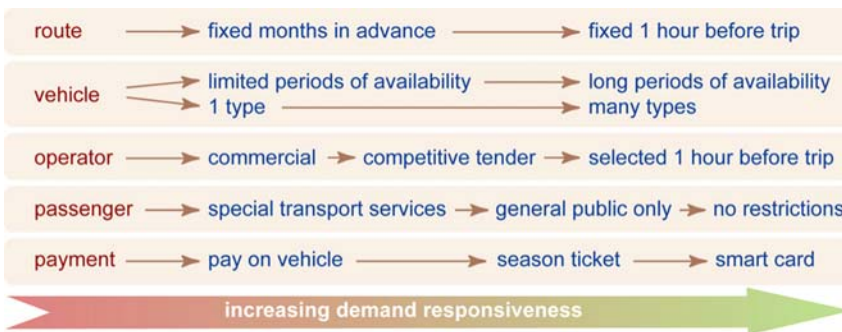 route fixed months in advance fixed 1 hour before trip
vehicle
limited periods of availability long periods of availability
1 type many types
operator commercial competitive tender selected 1 hour before trip
passenger special transport services general public only no restrictions
payment pay on vehicle season ticket smart card
increasing demand responsiveness